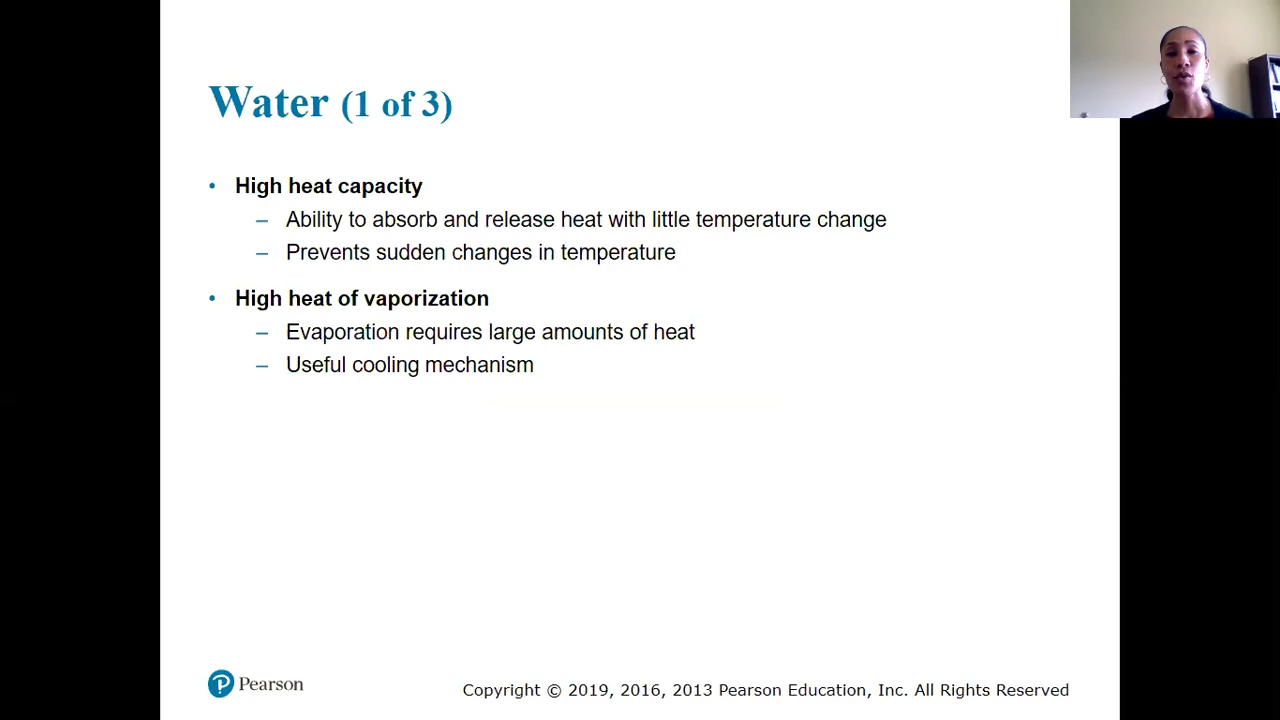 Water (1 of 3)
• High heat capacity
– Ability to absorb and release heat with little temperature change
– Prevents sudden changes in temperature
• High heat of vaporization
– Evaporation requires large amounts of heat
– Useful cooling mechanism
Pearson
Copyright © 2019, 2016, 2013 Pearson Education, Inc. All Rights Reserved